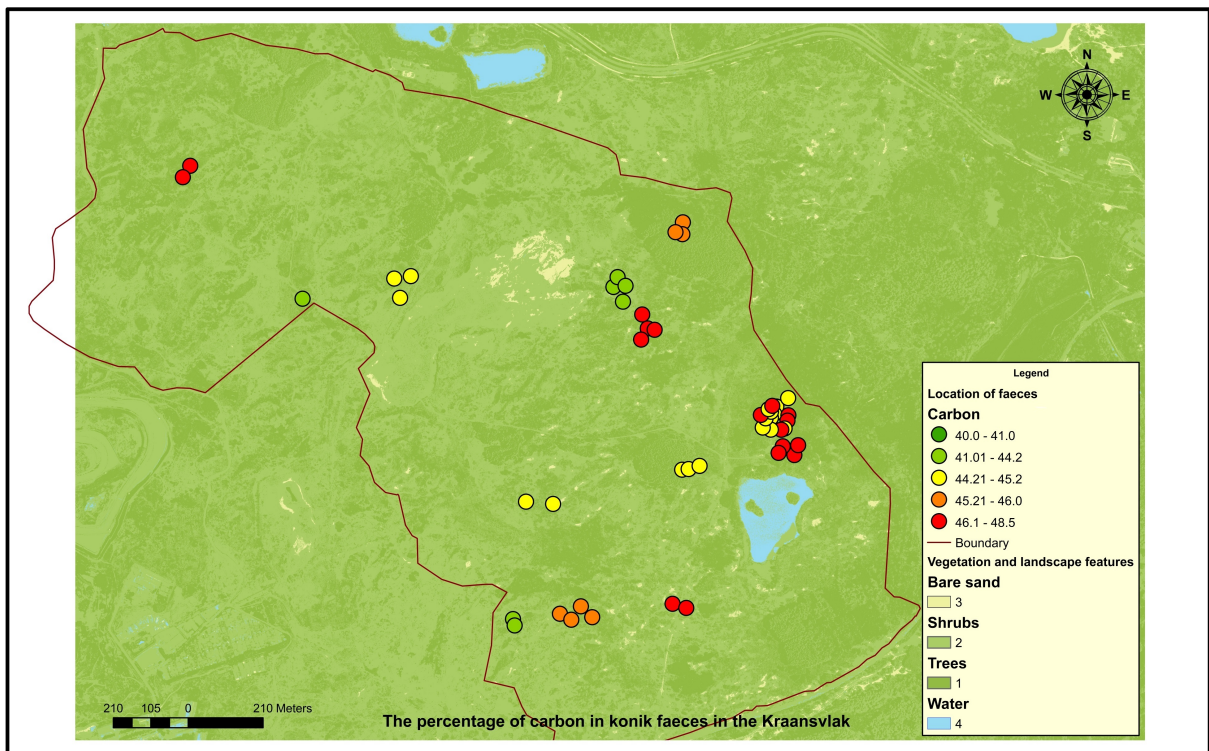 N
W E
S
Legend
Location of faeces
Carbon
40.0 - 41.0
41.01 - 44.2
44.21 - 45.2
45.21 - 46.0
46.1 - 48.5
Boundary
Vegetation and landscape features
Bare sand
3
Shrubs
2
Trees
1
Water
4
210 105 0 210 Meters
The percentage of carbon in konik faeces in the Kraansvlak